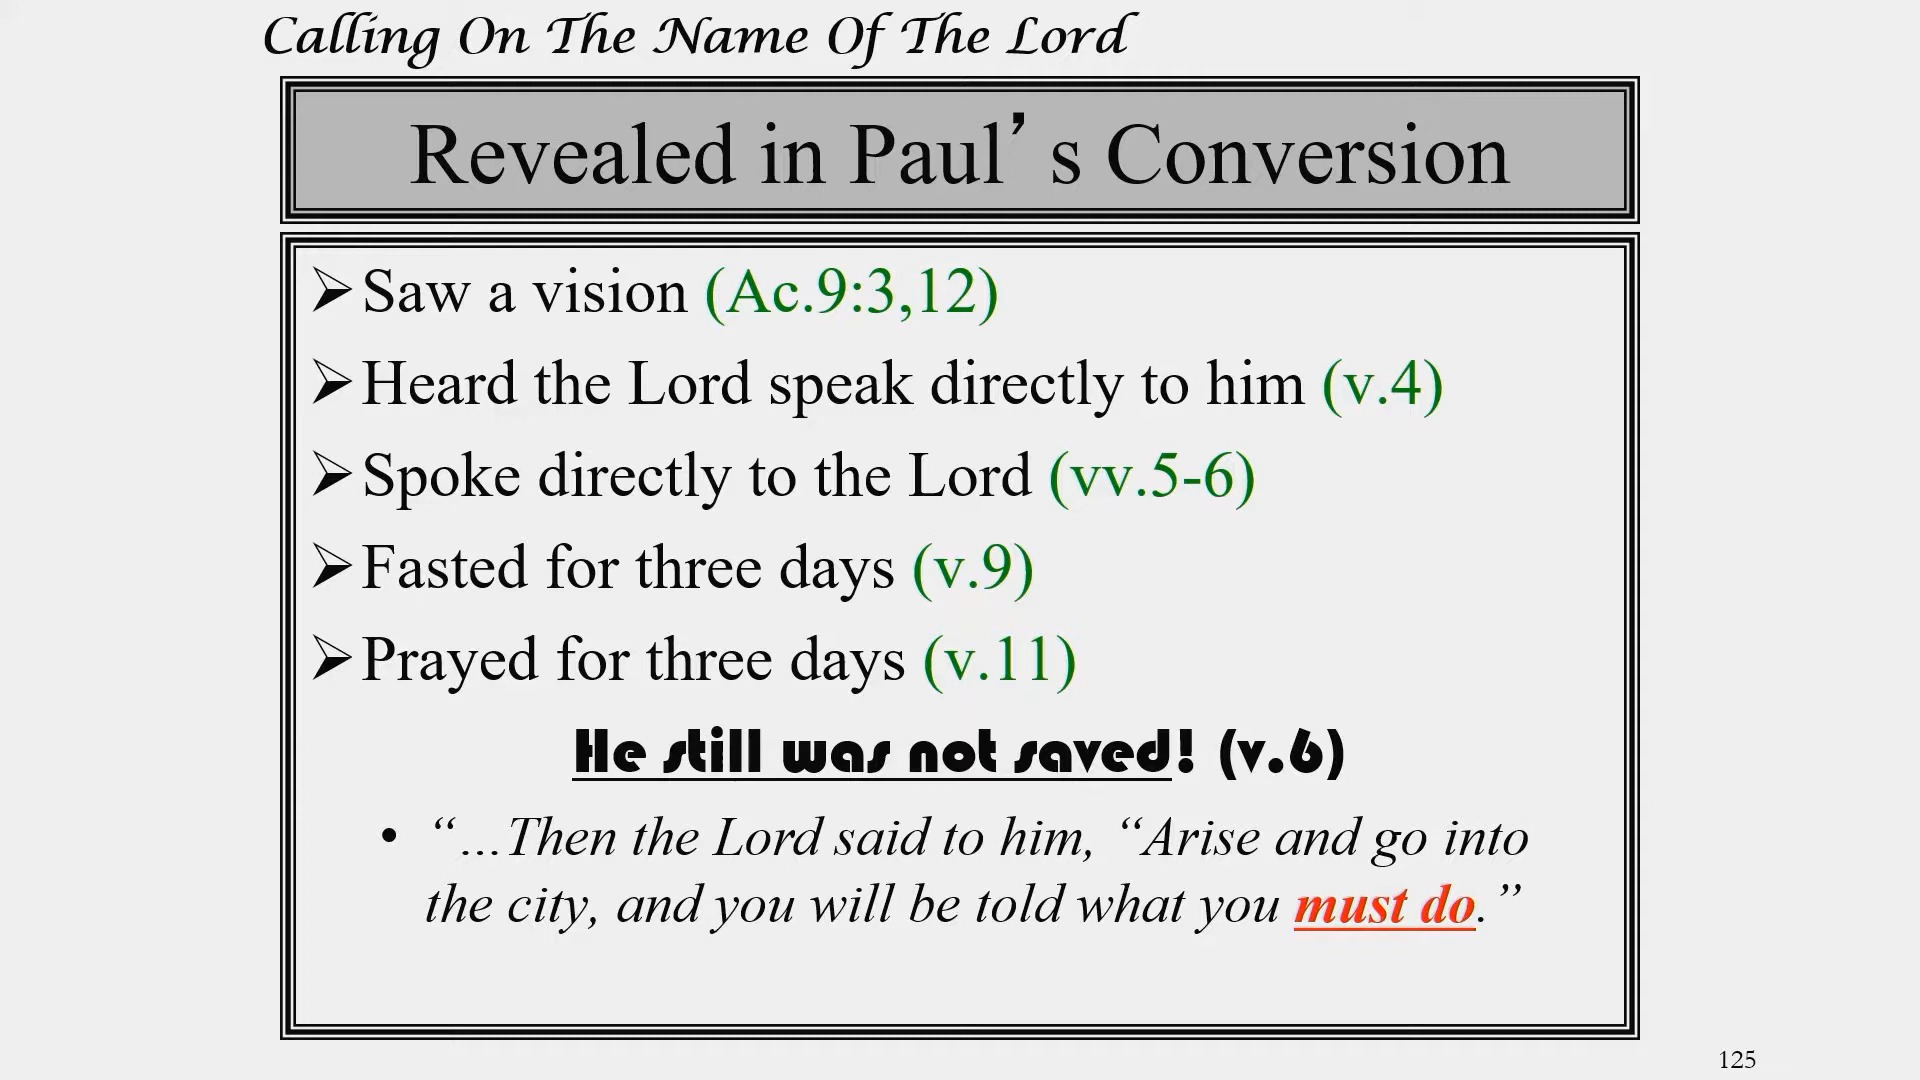 Calling On The Name Of The Lord
Revealed in Paul’s Conversion
➢Saw a vision (Ac.9:3,12)
➢Heard the Lord speak directly to him (v.4)
➢Spoke directly to the Lord (vv.5-6)
➢Fasted for three days (v.9)
➢Prayed for three days (v.11)
He still was not saved! (v.6)
• “…Then the Lord said to him, “Arise and go into
the city, and you will be told what you must do.”
125